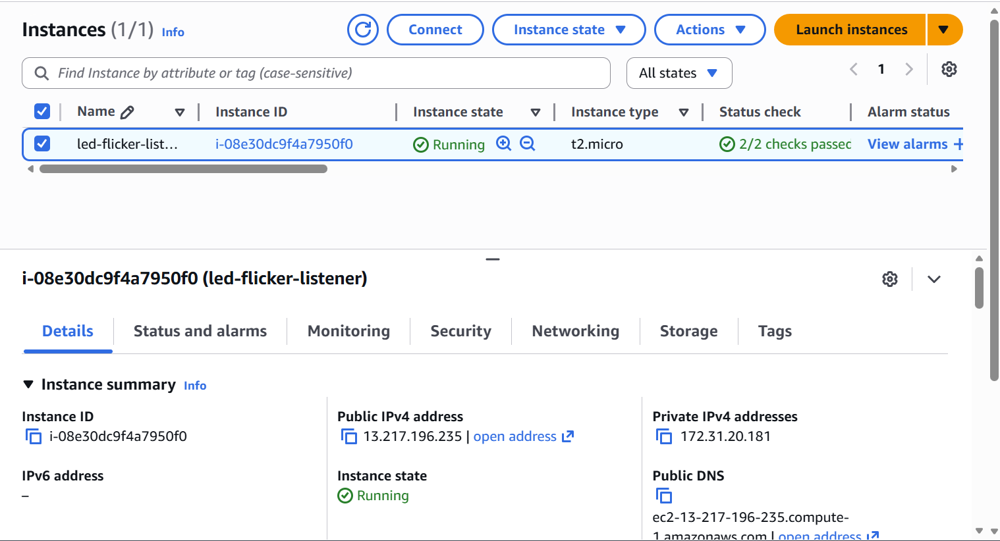 Instances (1/1) Info
Connect
Instance state
Actions
Launch instances
Find Instance by attribute or tag (case-sensitive)
All states
1
Name
Instance ID
Instance state
Instance type
Status check
Alarm status
led-flicker-list...
i-08e30dc9f4a7950f0
Running
t2.micro
2/2 checks passed
View alarms +
i-08e30dc9f4a7950f0 (led-flicker-listener)
Details
Status and alarms
Monitoring
Security
Networking
Storage
Tags
Instance summary Info
Instance ID
i-08e30dc9f4a7950f0
Public IPv4 address
13.217.196.235 | open address
Private IPv4 addresses
172.31.20.181
IPv6 address
–
Instance state
Running
Public DNS
ec2-13-217-196-235.compute-
1.amazonaws.com | open address